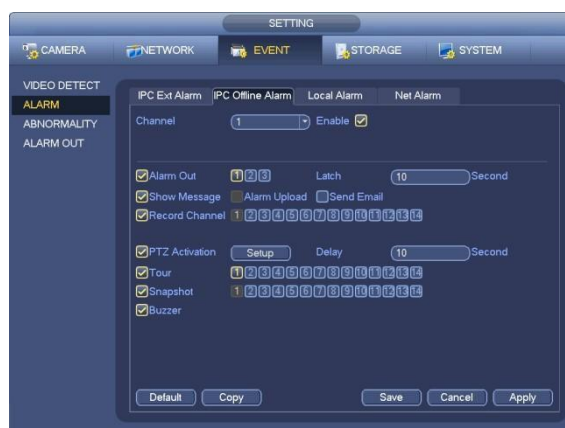 SETTING
CAMERA NETWORK EVENT STORAGE SYSTEM
VIDEO DETECT
ALARM
ABNORMALITY
ALARM OUT
IPC Ext Alarm IPC Offline Alarm Local Alarm Net Alarm
Channel 1 Enable
Alarm Out 1 2 3 Latch 10 Second
Show Message Alarm Upload Send Email
Record Channel 1 2 3 4 5 6 7 8 9 10 11 12 13 14
PTZ Activation Setup Delay 10 Second
Tour 1 2 3 4 5 6 7 8 9 10 11 12 13 14
Snapshot 1 2 3 4 5 6 7 8 9 10 11 12 13 14
Buzzer
Default Copy Save Cancel Apply